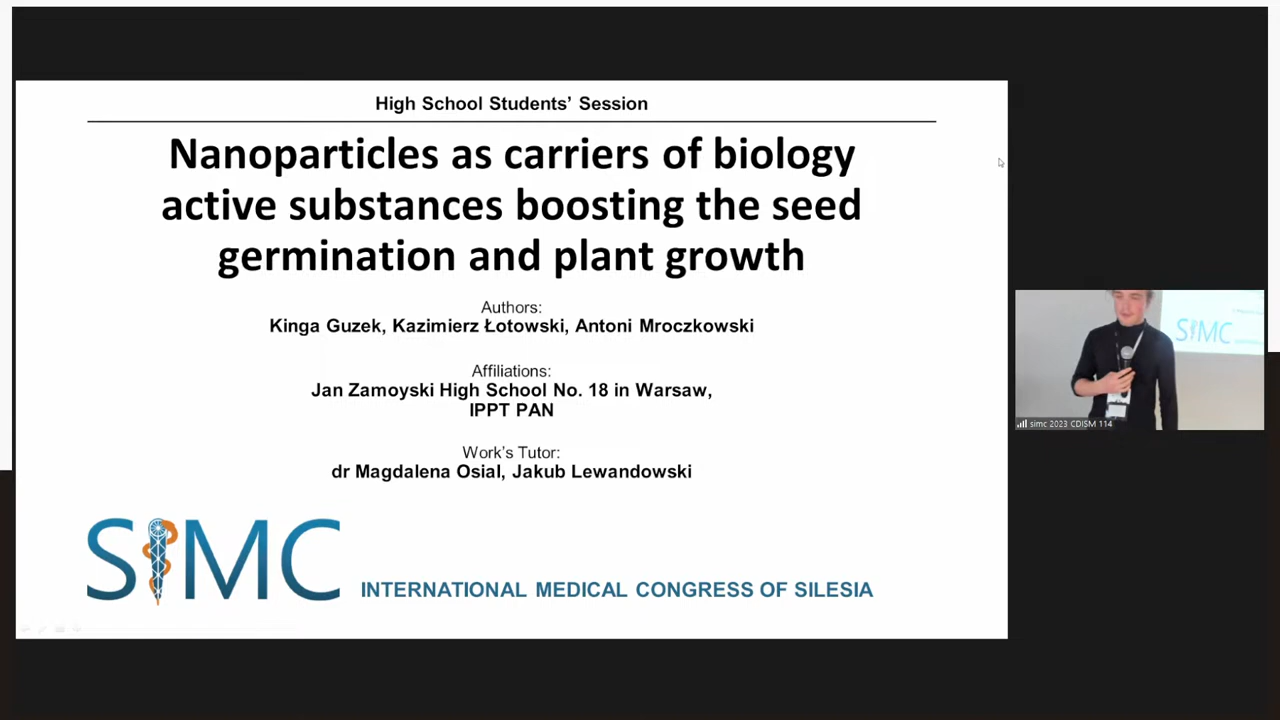 High School Students' Session
Nanoparticles as carriers of biology
active substances boosting the seed
germination and plant growth
Authors:
Kinga Guzek, Kazimierz Łotowski, Antoni Mroczkowski
Affiliations:
Jan Zamoyski High School No. 18 in Warsaw,
IPPT PAN
Work's Tutor:
dr Magdalena Osial, Jakub Lewandowski
SIMC
INTERNATIONAL MEDICAL CONGRESS OF SILESIA
SIMC
simc 2023 CDISM 114